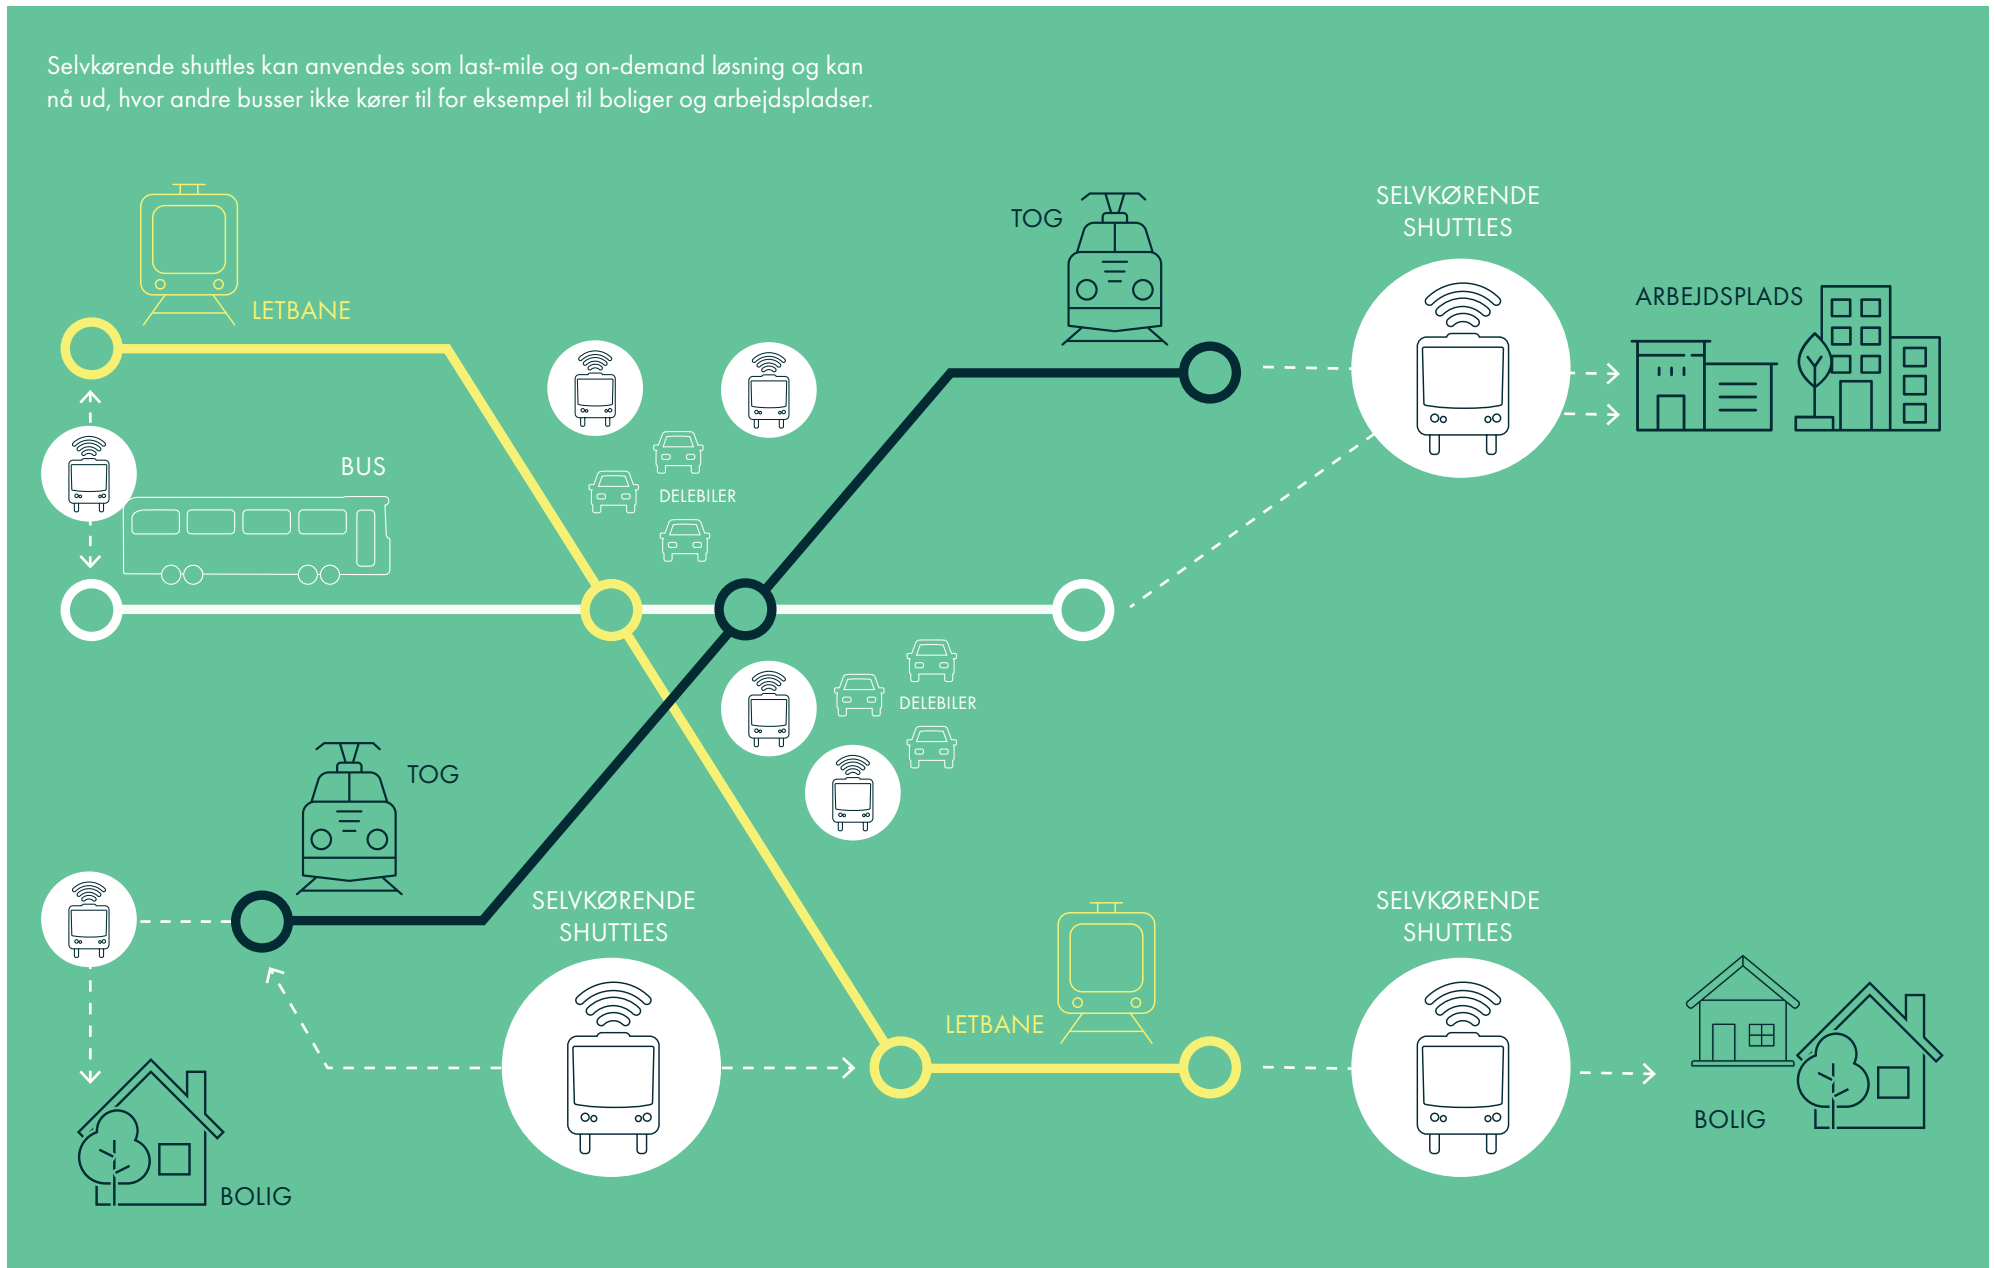 Selvkørende shuttles kan anvendes som last-mile og on-demand løsning og kan
nå ud, hvor andre busser ikke kører til for eksempel til boliger og arbejdspladser.
SELVKØRENDE
SHUTTLES
TOG
ARBEJDSPLADS
LETBANE
BUS
DELEBILER
DELEBILER
TOG
SELVKØRENDE
SHUTTLES
SELVKØRENDE
SHUTTLES
LETBANE
BOLIG
BOLIG